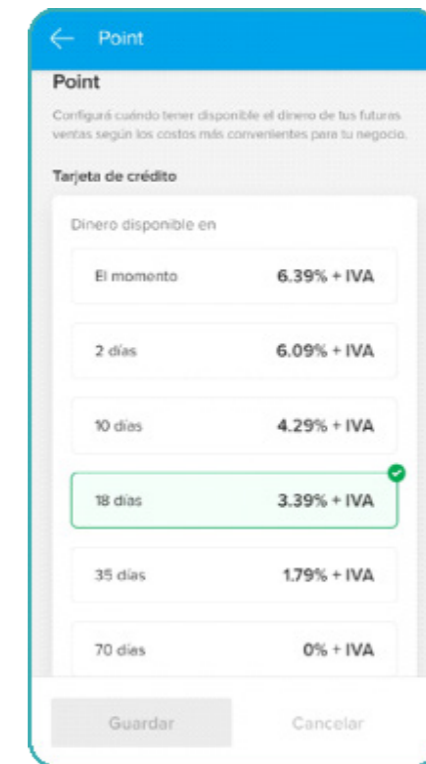 Point
Point
Configurá cuándo tener disponible el dinero de tus futuras
ventas según los costos más convenientes para tu negocio.
Tarjeta de crédito
Dinero disponible en
El momento 6.39% + IVA
2 días 6.09% + IVA
10 días 4.29% + IVA
18 días 3.39% + IVA
35 días 1.79% + IVA
70 días 0% + IVA
Guardar Cancelar